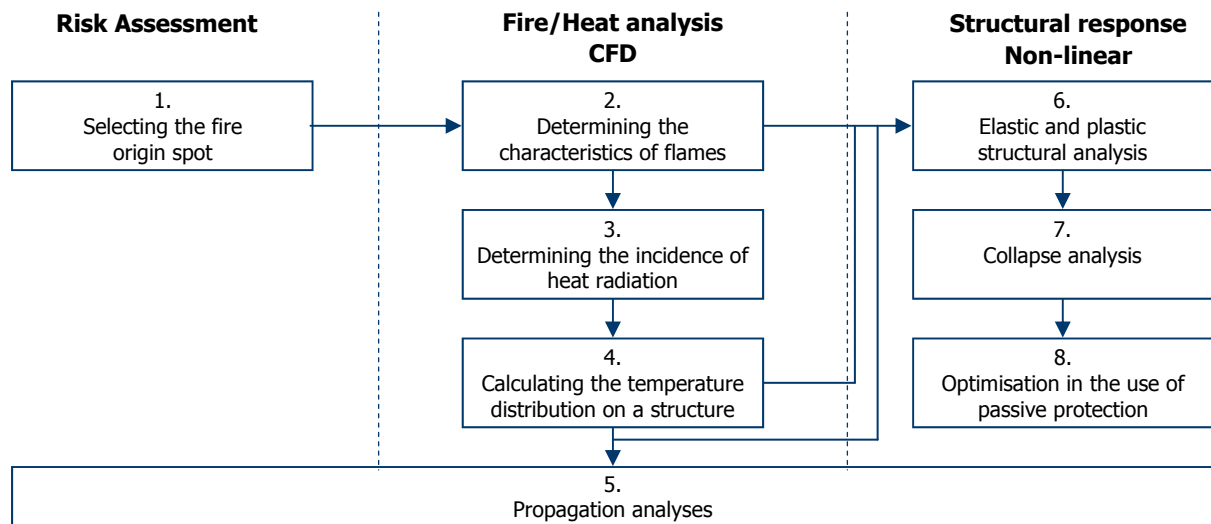 Risk Assessment
Fire/Heat analysis
CFD
Structural response
Non-linear
1.
Selecting the fire
origin spot
2.
Determining the
characteristics of flames
3.
Determining the incidence of
heat radiation
4.
Calculating the temperature
distribution on a structure
6.
Elastic and plastic
structural analysis
7.
Collapse analysis
8.
Optimisation in the use of
passive protection
5.
Propagation analyses